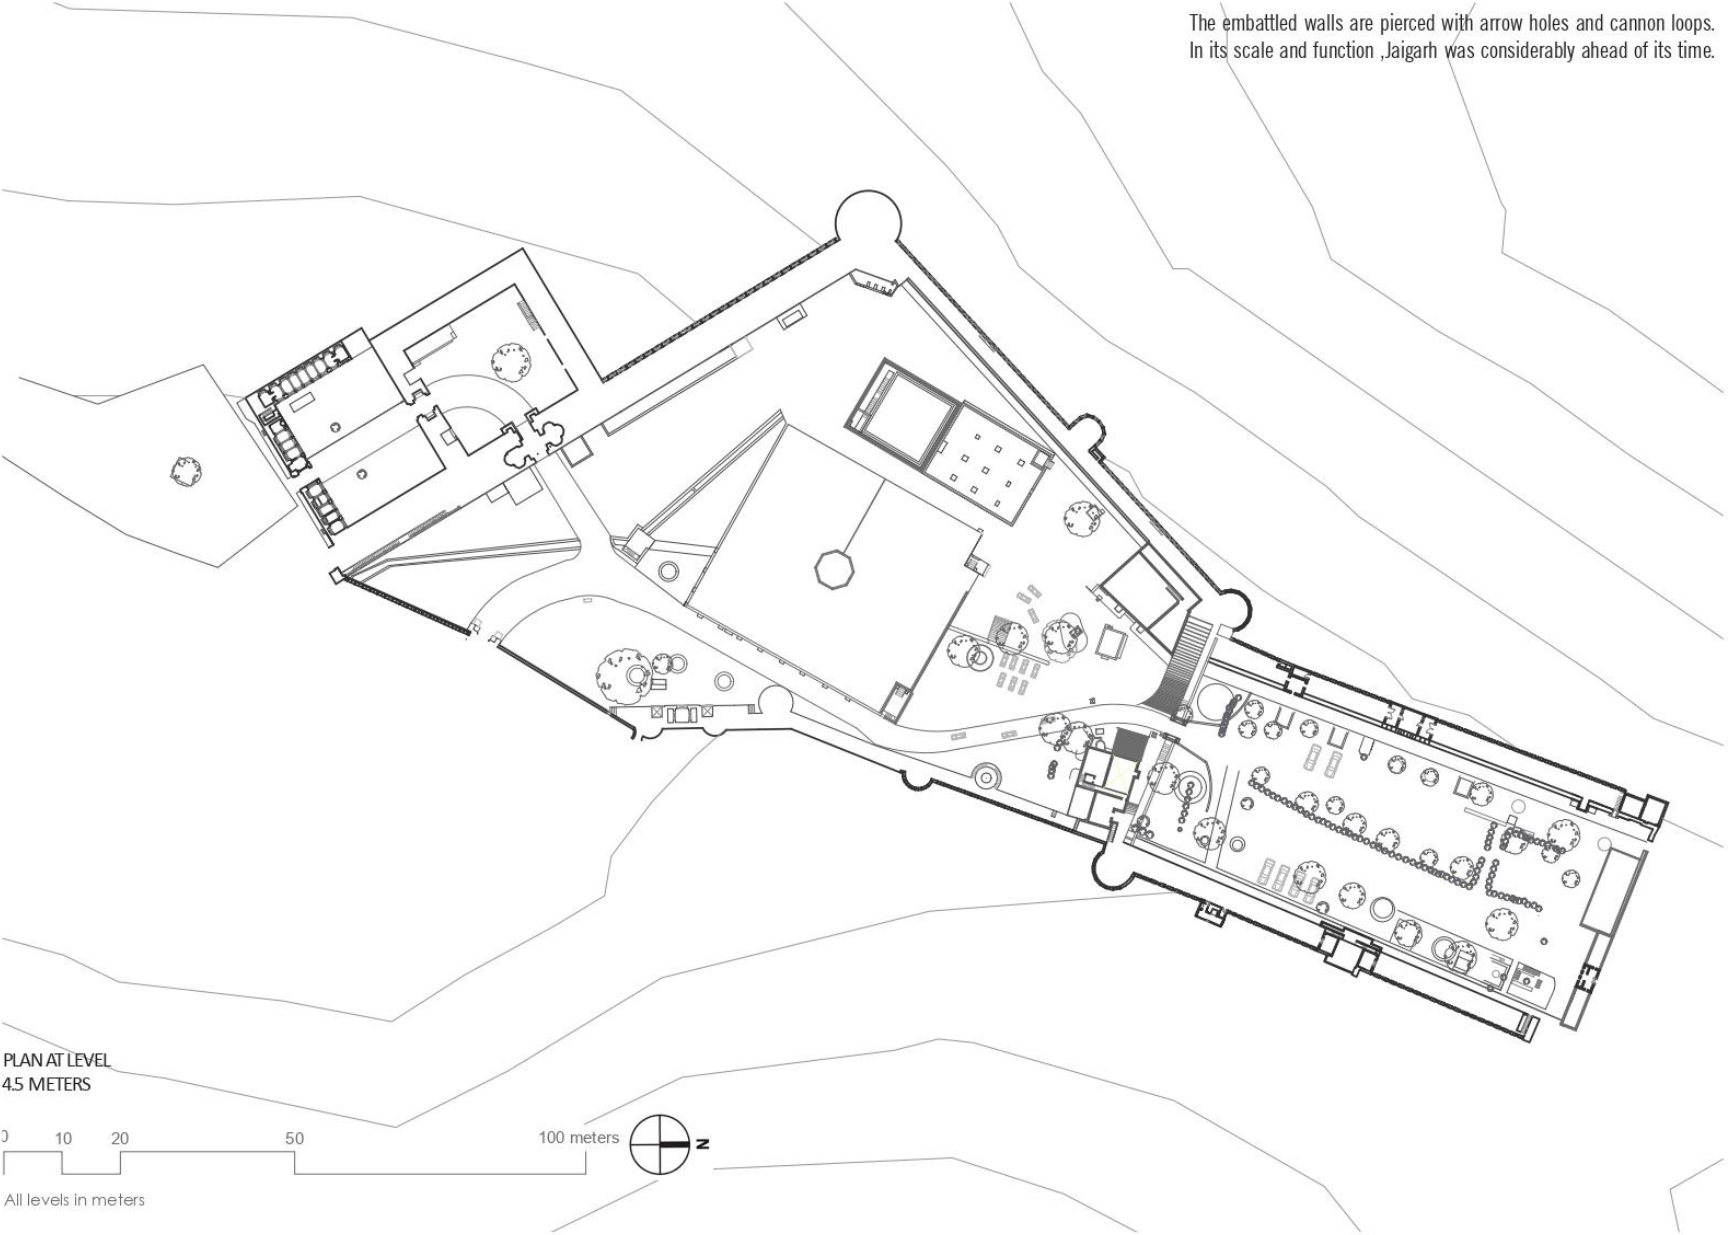 The embattled walls are pierced with arrow holes and cannon loops.
In its scale and function ,Jaigarh was considerably ahead of its time.
PLAN AT LEVEL
4.5 METERS
0 10 20 50 100 meters
N
All levels in meters